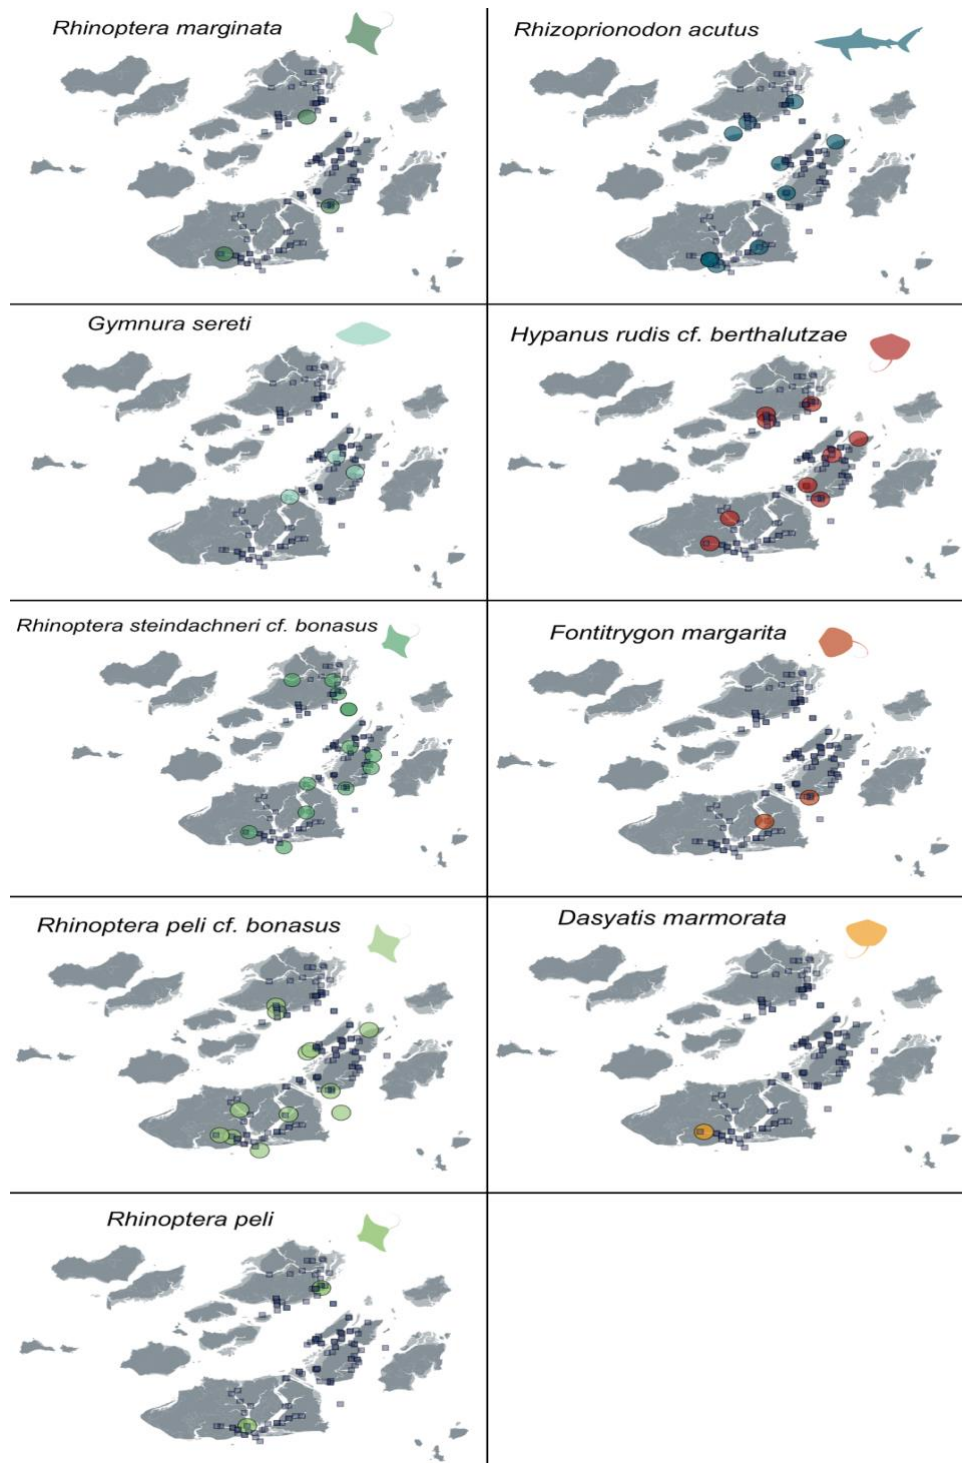 Rhinoptera marginata
Rhizoprionodon acutus
Gymnura sereti
Hypanus rudis cf. berthalutzae
Rhinoptera steindachneri cf. bonasus
Fontitrygon margarita
Rhinoptera peli cf. bonasus
Dasyatis marmorata
Rhinoptera peli